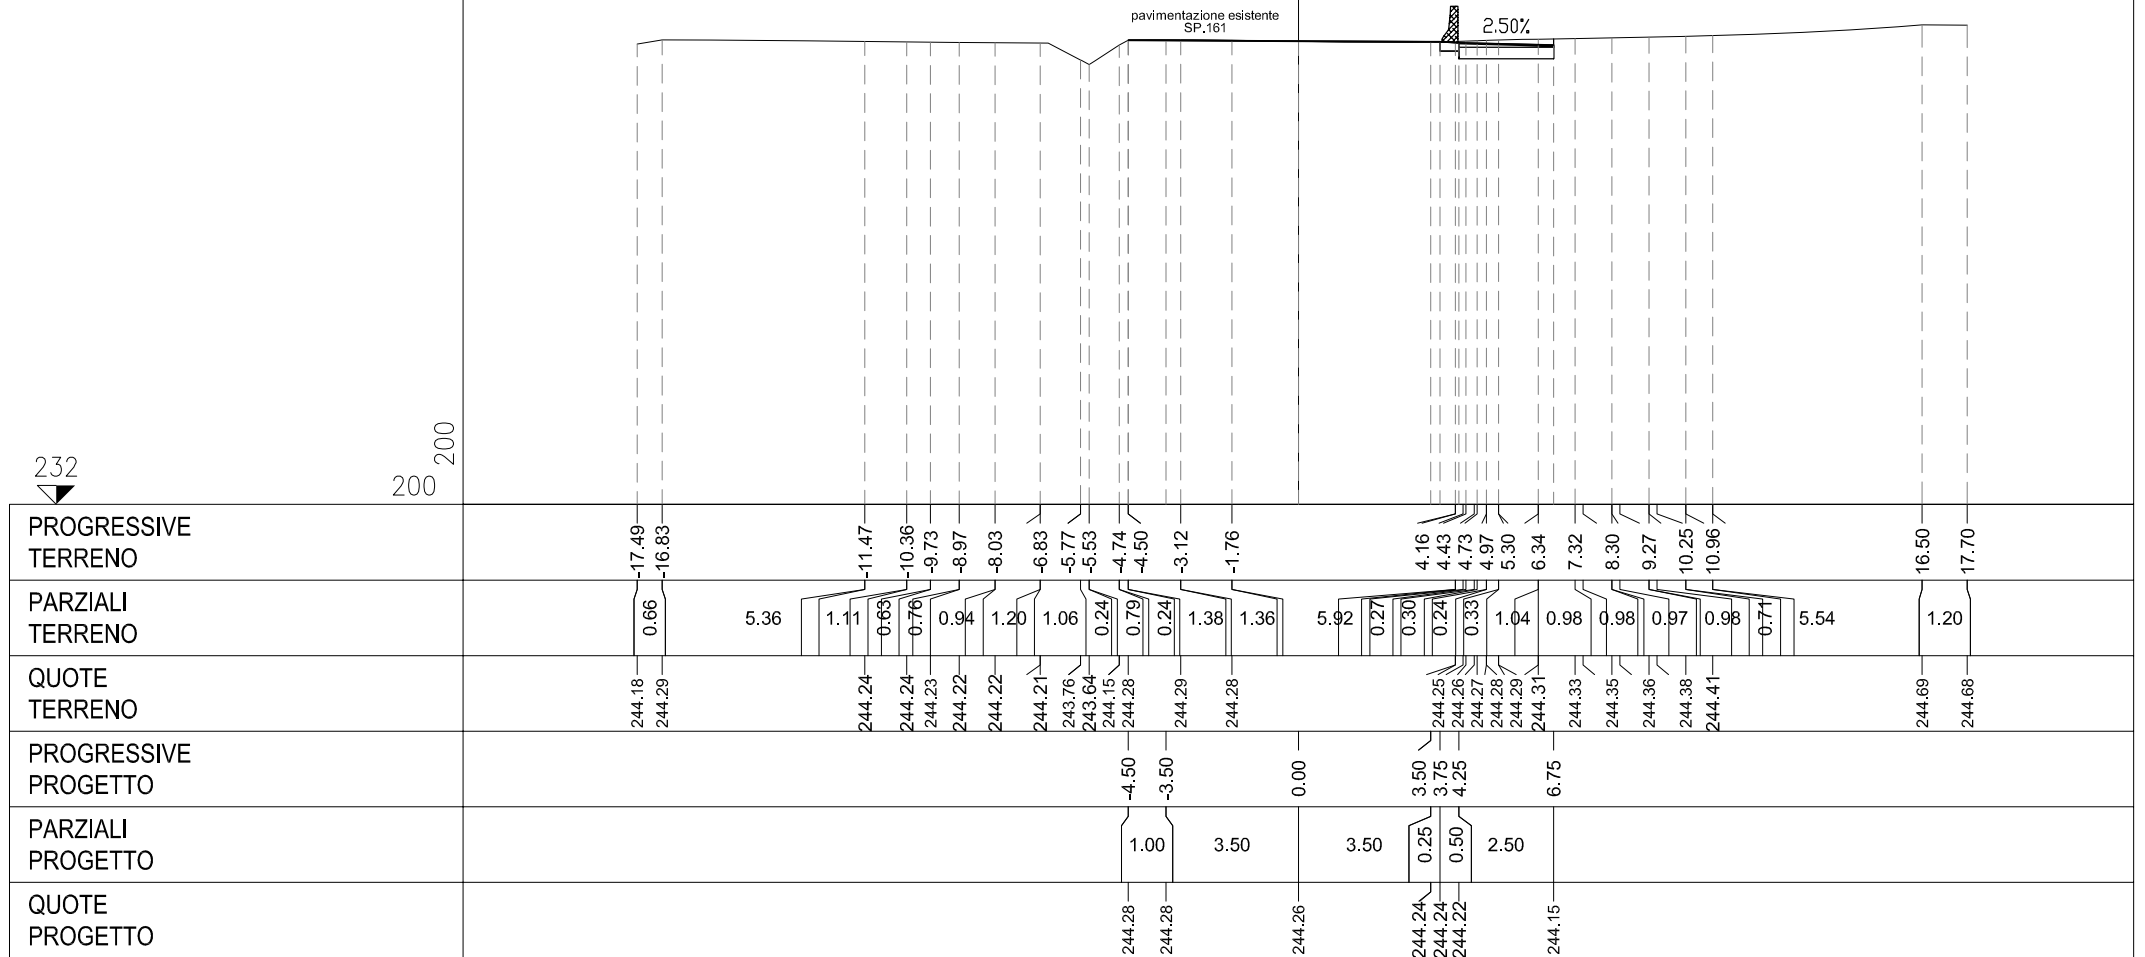 pavimentazione esistente
SP.161
2.50%
200
232
200
PROGRESSIVE
TERRENO
-17.49 -16.83 -11.47 -10.36 -9.73 -8.97 -8.03 -6.83 -5.77 -5.53 -4.74 -4.50 -3.12 -1.76 4.16 4.43 4.73 4.97 5.30 6.34 7.32 8.30 9.27 10.25 10.96 16.50 17.70
PARZIALI
TERRENO
0.66 5.36 1.11 0.63 0.76 0.94 1.20 1.06 0.24 0.79 0.24 1.38 1.36 5.92 0.27 0.30 0.24 0.33 1.04 0.98 0.98 0.97 0.98 0.71 5.54 1.20
QUOTE
TERRENO
244.18 244.29 244.24 244.24 244.23 244.22 244.22 244.21 243.76 243.64 244.15 244.28 244.29 244.28 244.25 244.26 244.27 244.28 244.29 244.31 244.33 244.35 244.36 244.38 244.41 244.69 244.68
PROGRESSIVE
PROGETTO
-4.50 -3.50 0.00 3.50 3.75 4.25 6.75
PARZIALI
PROGETTO
1.00 3.50 3.50 0.25 0.50 2.50
QUOTE
PROGETTO
244.28 244.28 244.26 244.24 244.24 244.22 244.15